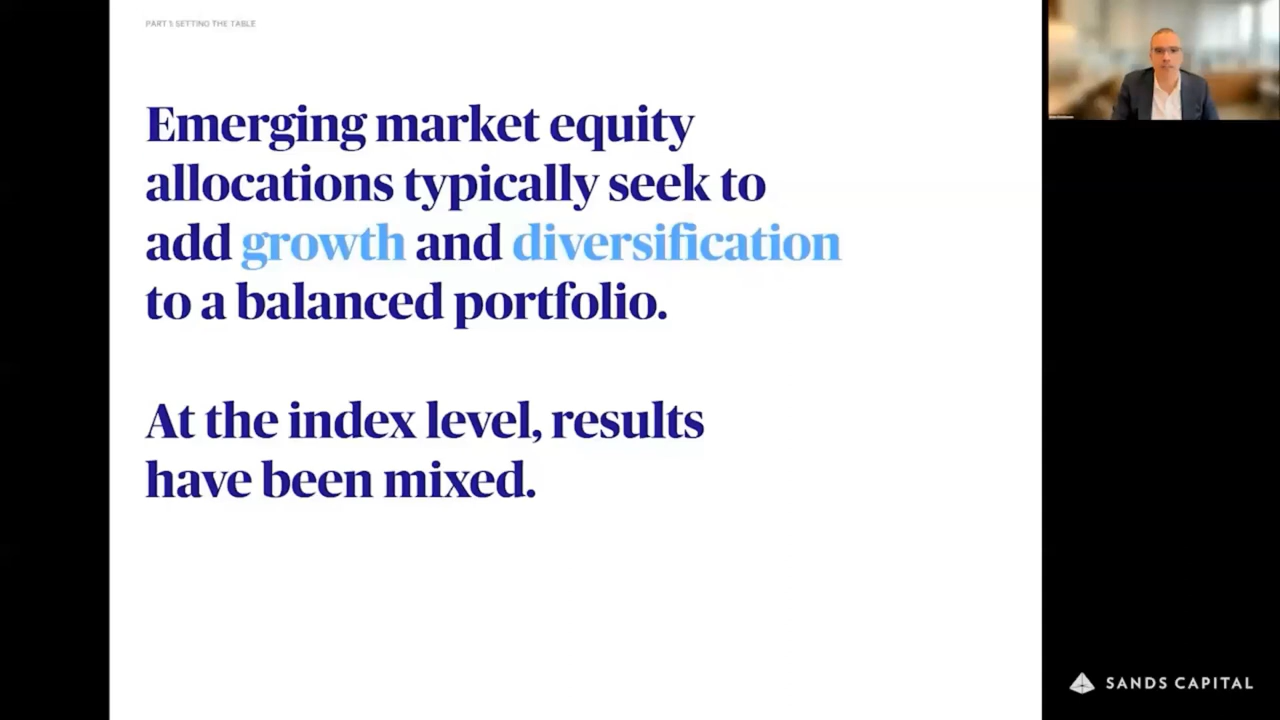 PART 1: SETTING THE TABLE
Emerging market equity
allocations typically seek to
add growth and diversification
to a balanced portfolio.
At the index level, results
have been mixed.
SANDS CAPITAL